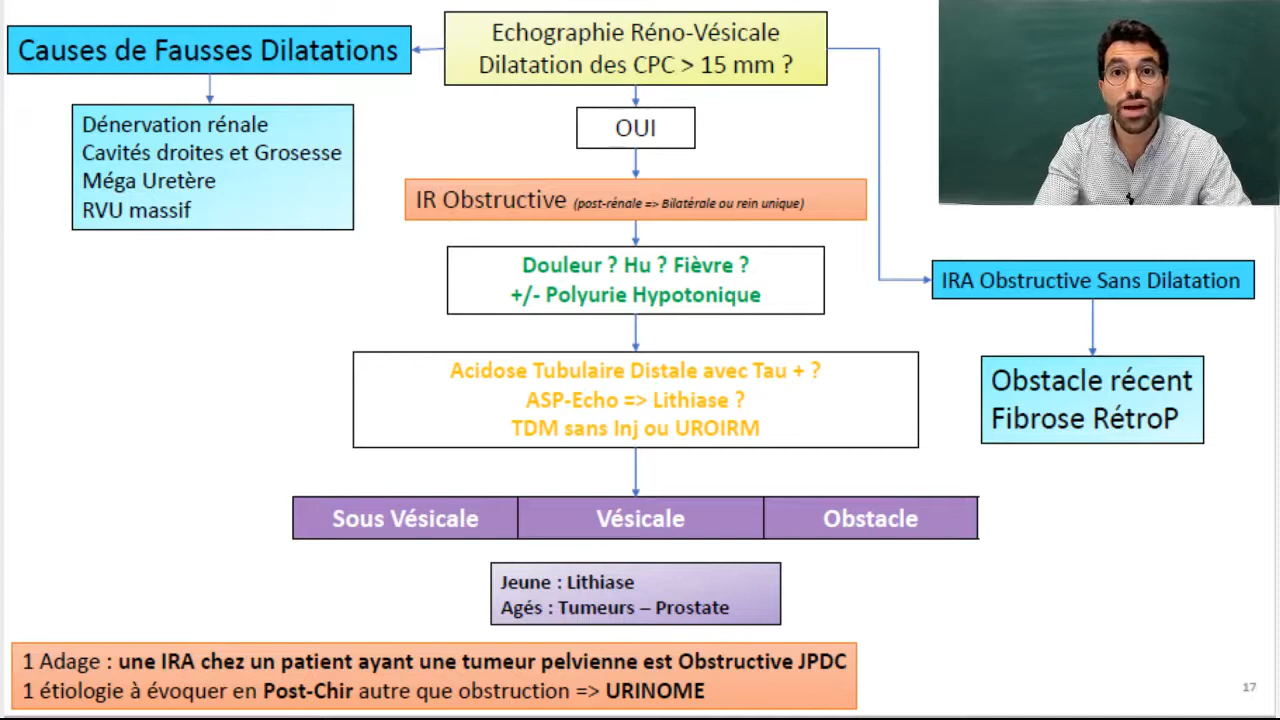 Causes de Fausses Dilatations
Echographie Réno-Vésicale
Dilatation des CPC > 15 mm ?
Dénervation rénale
Cavités droites et Grosesse
Méga Uretère
RVU massif
OUI
IR Obstructive (post-rénale => Bilatérale ou rein unique)
Douleur ? Hu ? Fièvre ?
+/- Polyurie Hypotonique
IRA Obstructive Sans Dilatation
Obstacle récent
Fibrose RétroP
Acidose Tubulaire Distale avec Tau + ?
ASP-Echo => Lithiase ?
TDM sans Inj ou UROIRM
Sous Vésicale
Vésicale
Obstacle
Jeune : Lithiase
Agés : Tumeurs – Prostate
1 Adage : une IRA chez un patient ayant une tumeur pelvienne est Obstructive JPDC
1 étiologie à évoquer en Post-Chir autre que obstruction => URINOME
17